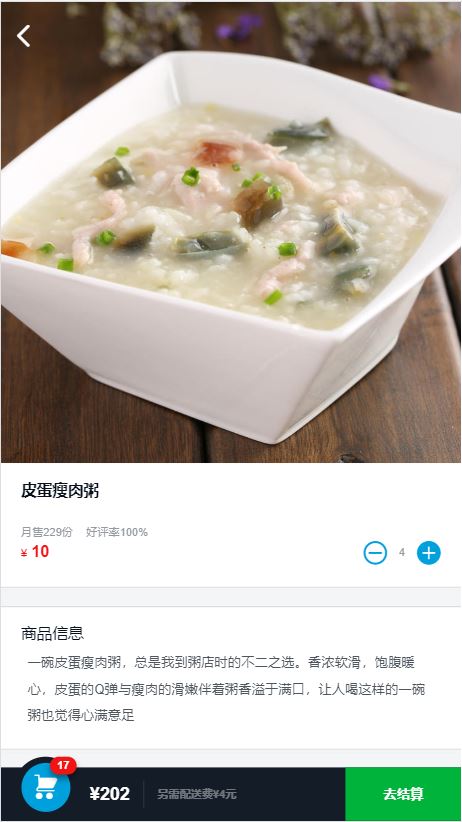 皮蛋瘦肉粥
月售229份 好评率100%
¥ 10
4
商品信息
一碗皮蛋瘦肉粥，总是我到粥店时的不二之选。香浓软滑，饱腹暖
心，皮蛋的Q弹与瘦肉的滑嫩伴着粥香溢于满口，让人喝这样的一碗
粥也觉得心满意足
17
¥202
另需配送费¥4元
去结算